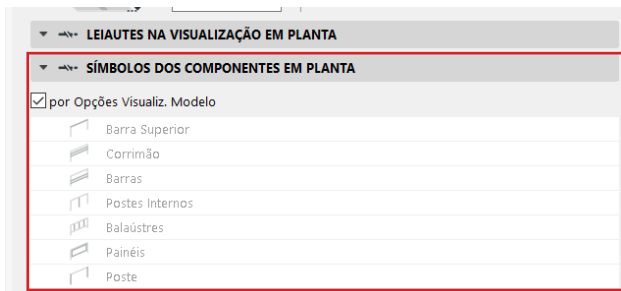 LEIAUTES NA VISUALIZAÇÃO EM PLANTA
SÍMBOLOS DOS COMPONENTES EM PLANTA
por Opções Visualiz. Modelo
Barra Superior
Corrimão
Barras
Postes Internos
Balaústres
Painéis
Poste